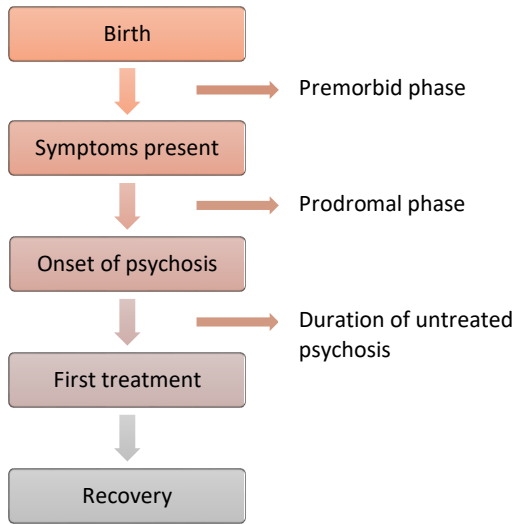 Birth
Premorbid phase
Symptoms present
Prodromal phase
Onset of psychosis
Duration of untreated
psychosis
First treatment
Recovery